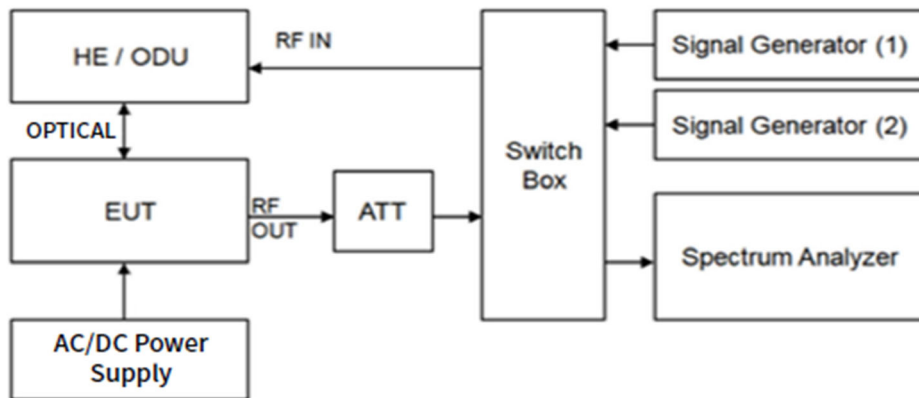 HE / ODU
RF IN
Signal Generator (1)
OPTICAL
Signal Generator (2)
Switch
Box
EUT
RF
OUT
ATT
Spectrum Analyzer
AC/DC Power
Supply